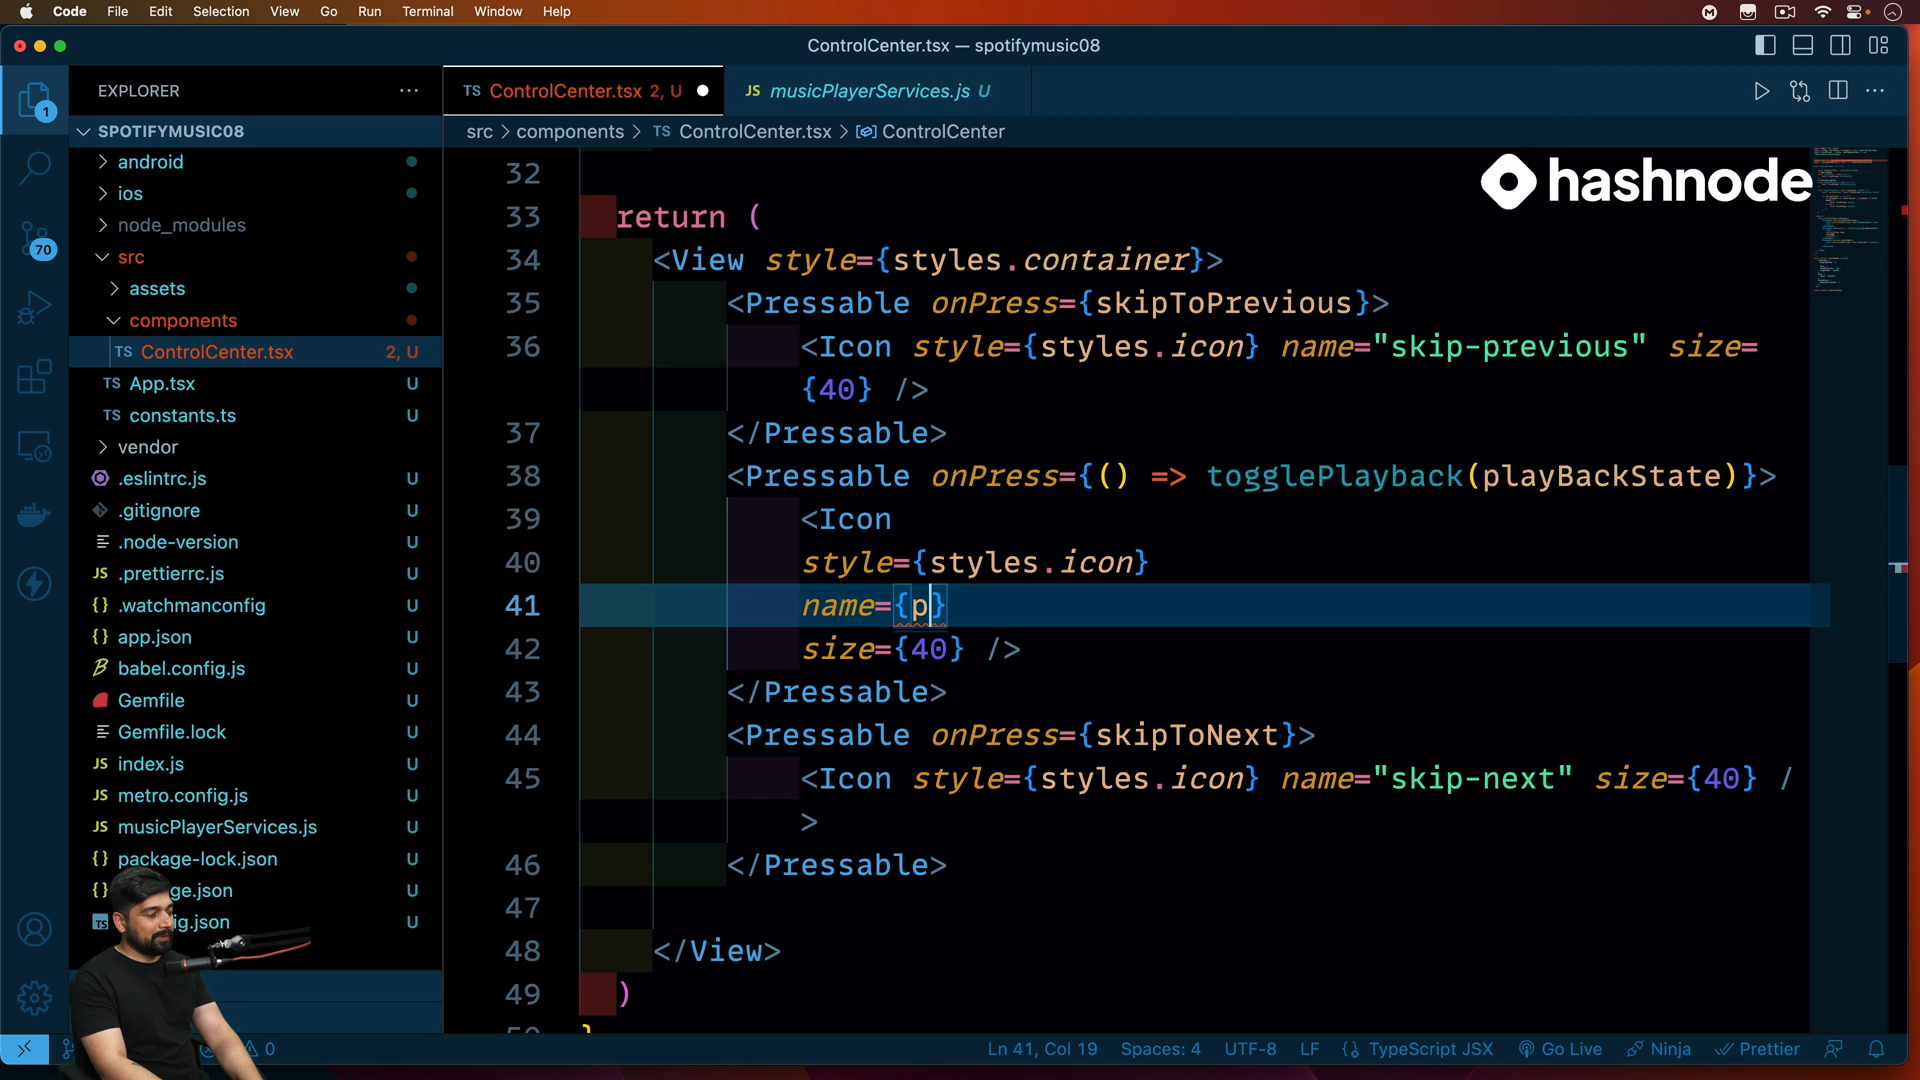 Code File Edit Selection View Go Run Terminal Window Help
ControlCenter.tsx — spotifymusic08
EXPLORER
TS ControlCenter.tsx 2, U
JS musicPlayerServices.js U
SPOTIFYMUSIC08
src > components > TS ControlCenter.tsx > ControlCenter
android
ios
node_modules
src
assets
components
TS ControlCenter.tsx 2, U
TS App.tsx U
TS constants.ts U
vendor
.eslintrc.js U
.gitignore U
.node-version U
JS .prettierrc.js U
{} .watchmanconfig U
{} app.json U
babel.config.js U
Gemfile U
Gemfile.lock U
JS index.js U
JS metro.config.js U
JS musicPlayerServices.js U
{} package-lock.json U
{} ge.json U
TS ig.json U
1
70
hashnode
32
33 return (
34 <View style={styles.container}>
35 <Pressable onPress={skipToPrevious}>
36 <Icon style={styles.icon} name="skip-previous" size=
{40} />
37 </Pressable>
38 <Pressable onPress={() => togglePlayback(playBackState)}>
39 <Icon
40 style={styles.icon}
41 name={p}
42 size={40} />
43 </Pressable>
44 <Pressable onPress={skipToNext}>
45 <Icon style={styles.icon} name="skip-next" size={40} /
>
46 </Pressable>
47
48 </View>
49 )
}
0
Ln 41, Col 19 Spaces: 4 UTF-8 LF {} TypeScript JSX Go Live Ninja Prettier